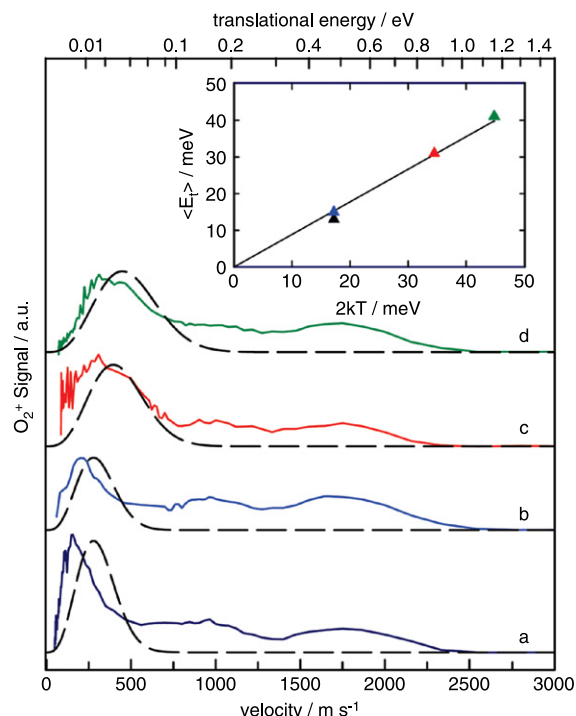 translational energy / eV
0.01 0.1 0.2 0.4 0.6 0.8 1.0 1.2 1.4
50
40
30
20
10
0
<Eₜ> / meV
0 10 20 30 40 50
2kT / meV
O₂⁺ Signal / a.u.
d
c
b
a
0 500 1000 1500 2000 2500 3000
velocity / m s⁻¹